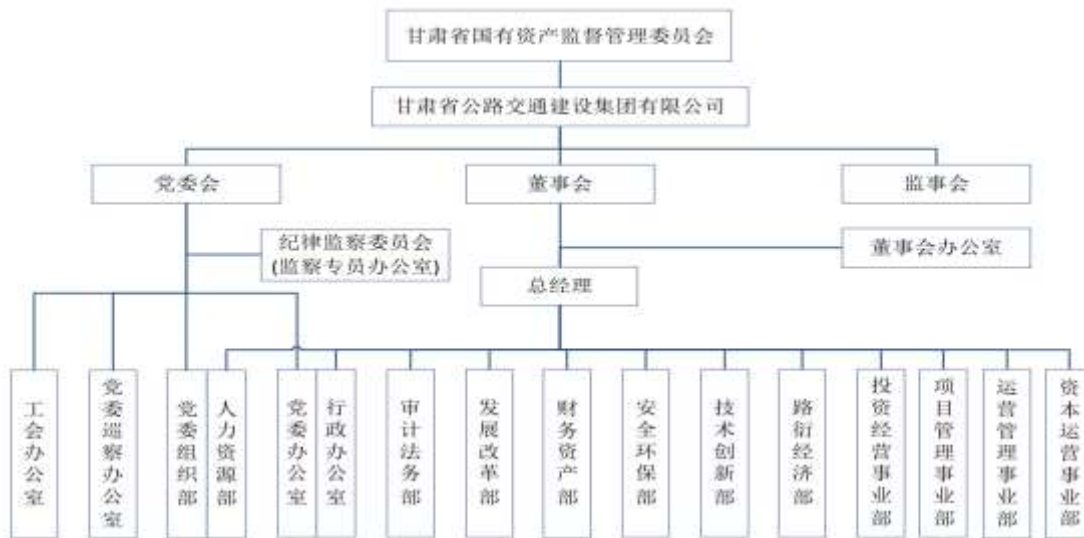 甘肃省国有资产监督管理委员会
甘肃省公路交通建设集团有限公司
党委会
董事会
监事会
纪律监察委员会
(监察专员办公室)
董事会办公室
总经理
工会办公室
党委巡察办公室
党委组织部
人力资源部
党委办公室
行政办公室
审计法务部
发展改革部
财务资产部
安全环保部
技术创新部
路衍经济部
投资经营事业部
项目管理事业部
运营管理事业部
资本运营事业部